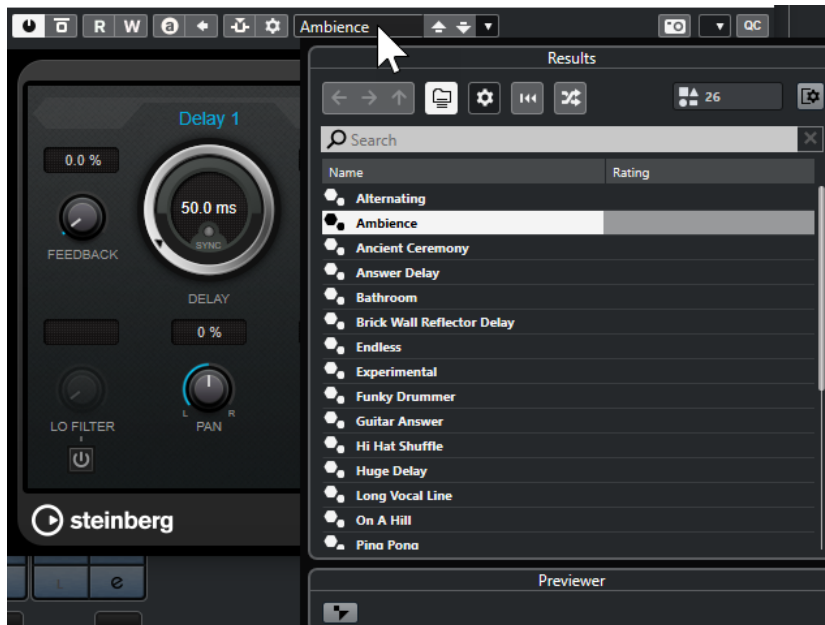 R W a Ambience QC
Results
26
Search
Name Rating
Alternating
Ambience
Ancient Ceremony
Answer Delay
Bathroom
Brick Wall Reflector Delay
Endless
Experimental
Funky Drummer
Guitar Answer
Hi Hat Shuffle
Huge Delay
Long Vocal Line
On A Hill
Ping Pong
Previewer
Delay 1
0.0 %
50.0 ms
SYNC
FEEDBACK
DELAY
0 %
L R
LO FILTER PAN
steinberg
e